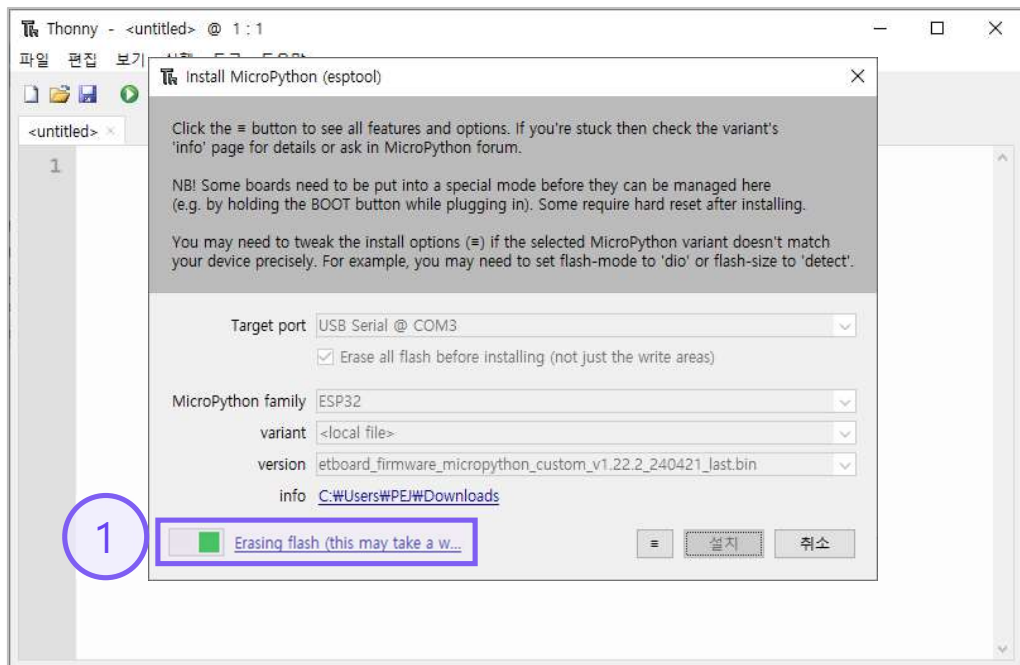 Thonny - <untitled> @ 1 : 1
파일 편집 보기
Install MicroPython (esptool)
<untitled>
1
Click the ≡ button to see all features and options. If you're stuck then check the variant's
'info' page for details or ask in MicroPython forum.
NB! Some boards need to be put into a special mode before they can be managed here
(e.g. by holding the BOOT button while plugging in). Some require hard reset after installing.
You may need to tweak the install options (≡) if the selected MicroPython variant doesn't match
your device precisely. For example, you may need to set flash-mode to 'dio' or flash-size to 'detect'.
Target port USB Serial @ COM3
Erase all flash before installing (not just the write areas)
MicroPython family ESP32
variant <local file>
version etboard_firmware_micropython_custom_v1.22.2_240421_last.bin
info C:₩Users₩PEJ₩Downloads
1 Erasing flash (this may take a w... ≡ 설치 취소